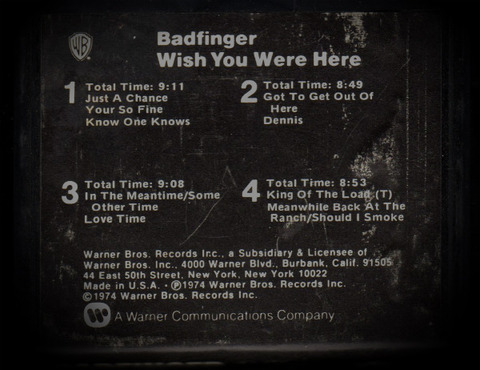 WB
Badfinger
Wish You Were Here
1 Total Time: 9:11
Just A Chance
Your So Fine
Know One Knows
2 Total Time: 8:49
Got To Get Out Of
Here
Dennis
3 Total Time: 9:08
In The Meantime/Some
Other Time
Love Time
4 Total Time: 8:53
King Of The Load (T)
Meanwhile Back At The
Ranch/Should I Smoke
Warner Bros. Records Inc., a Subsidiary & Licensee of
Warner Bros. Inc., 4000 Warner Blvd., Burbank, Calif. 91505
44 East 50th Street, New York, New York 10022
Made in U.S.A. • ℗1974 Warner Bros. Records Inc.
©1974 Warner Bros. Records Inc.
A Warner Communications Company